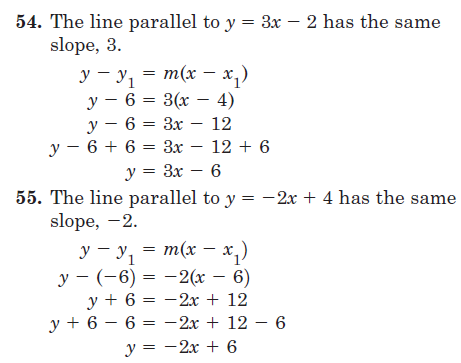 54. The line parallel to y = 3x − 2 has the same
slope, 3.
y − y₁ = m(x − x₁)
y − 6 = 3(x − 4)
y − 6 = 3x − 12
y − 6 + 6 = 3x − 12 + 6
y = 3x − 6
55. The line parallel to y = −2x + 4 has the same
slope, −2.
y − y₁ = m(x − x₁)
y − (−6) = −2(x − 6)
y + 6 = −2x + 12
y + 6 − 6 = −2x + 12 − 6
y = −2x + 6